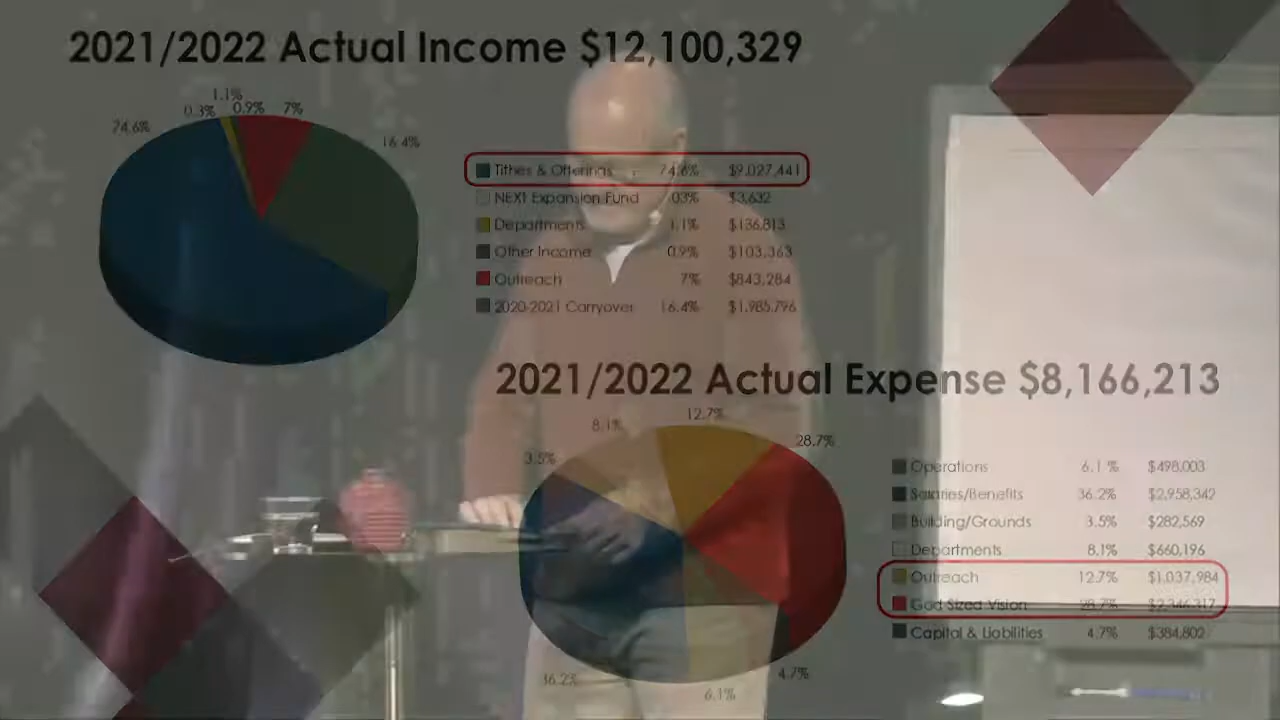 2021/2022 Actual Income $12,100,329
1.1%
0.3% 0.9% 7%
74.6%
16.4%
Tithes & Offerings 74.6% $9,027,441
NEXT Expansion Fund .03% $3,632
Departments 1.1% $136,813
Other Income 0.9% $103,363
Outreach 7% $843,284
2020-2021 Carryover 16.4% $1,985,796
2021/2022 Actual Expense $8,166,213
12.7%
8.1%
28.7%
3.5%
Operations 6.1 % $498,003
Salaries/Benefits 36.2% $2,958,342
Building/Grounds 3.5% $282,569
Departments 8.1% $660,196
Outreach 12.7% $1,037,984
God Sized Vision 28.7% $2,346,317
Capital & Liabilities 4.7% $384,802
4.7%
36.2%
6.1%